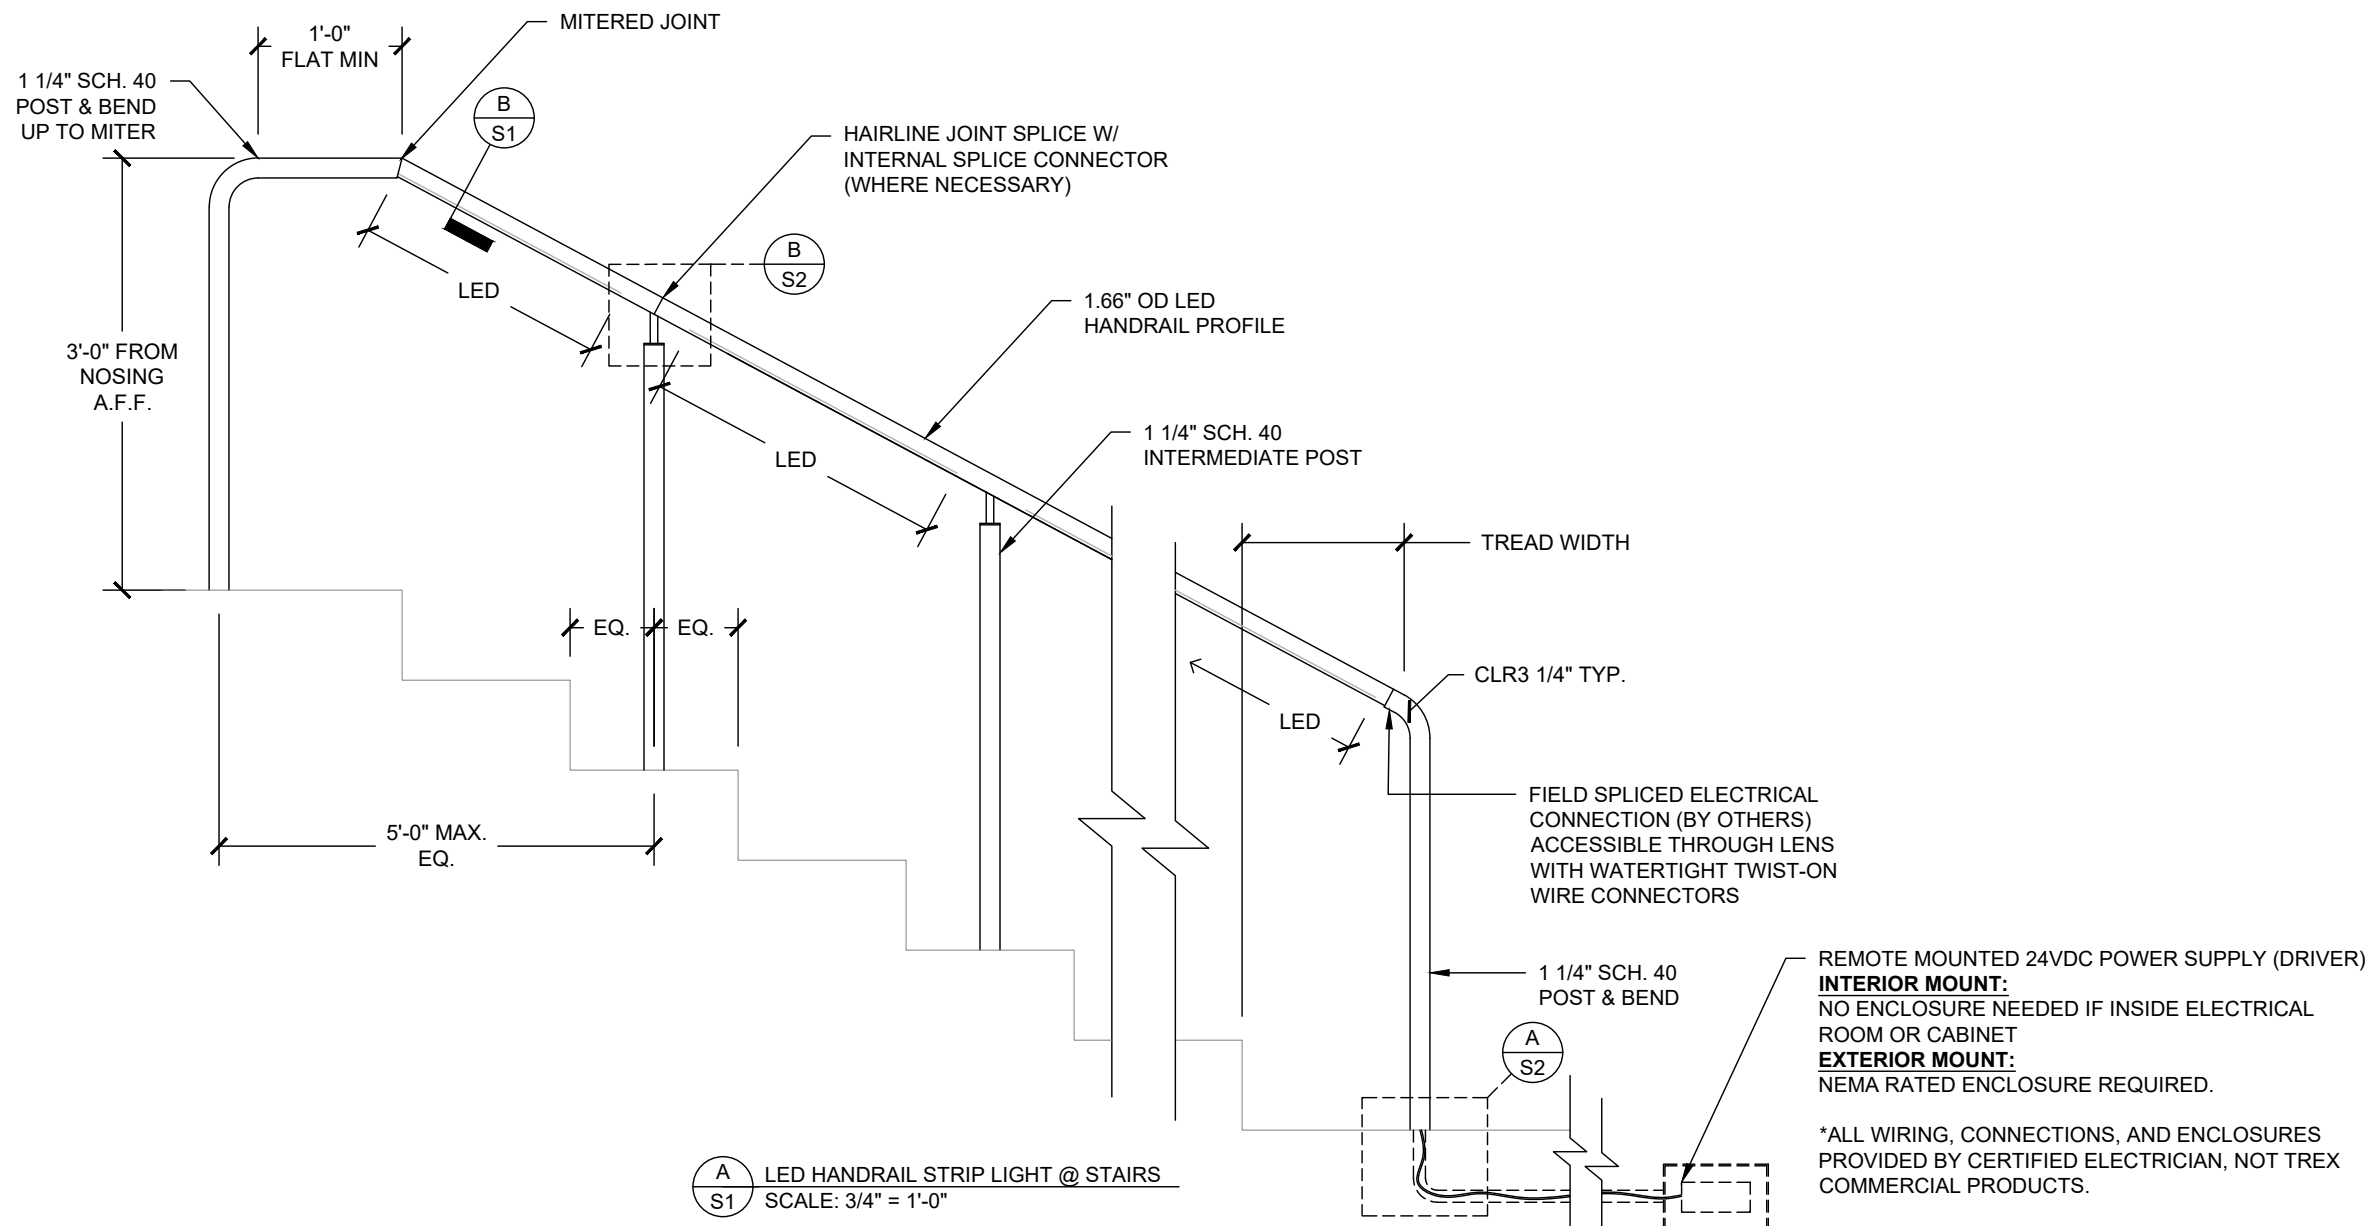 MITERED JOINT
1'-0"
FLAT MIN
1 1/4" SCH. 40
POST & BEND
UP TO MITER
B
S1
HAIRLINE JOINT SPLICE W/
INTERNAL SPLICE CONNECTOR
(WHERE NECESSARY)
B
S2
LED
1.66" OD LED
HANDRAIL PROFILE
3'-0" FROM
NOSING
A.F.F.
1 1/4" SCH. 40
INTERMEDIATE POST
LED
TREAD WIDTH
EQ.
EQ.
CLR3 1/4" TYP.
LED
5'-0" MAX.
EQ.
FIELD SPLICED ELECTRICAL
CONNECTION (BY OTHERS)
ACCESSIBLE THROUGH LENS
WITH WATERTIGHT TWIST-ON
WIRE CONNECTORS
1 1/4" SCH. 40
POST & BEND
REMOTE MOUNTED 24VDC POWER SUPPLY (DRIVER)
INTERIOR MOUNT:
NO ENCLOSURE NEEDED IF INSIDE ELECTRICAL
ROOM OR CABINET
EXTERIOR MOUNT:
NEMA RATED ENCLOSURE REQUIRED.
*ALL WIRING, CONNECTIONS, AND ENCLOSURES
PROVIDED BY CERTIFIED ELECTRICIAN, NOT TREX
COMMERCIAL PRODUCTS.
A
S2
A
S1
LED HANDRAIL STRIP LIGHT @ STAIRS
SCALE: 3/4" = 1'-0"